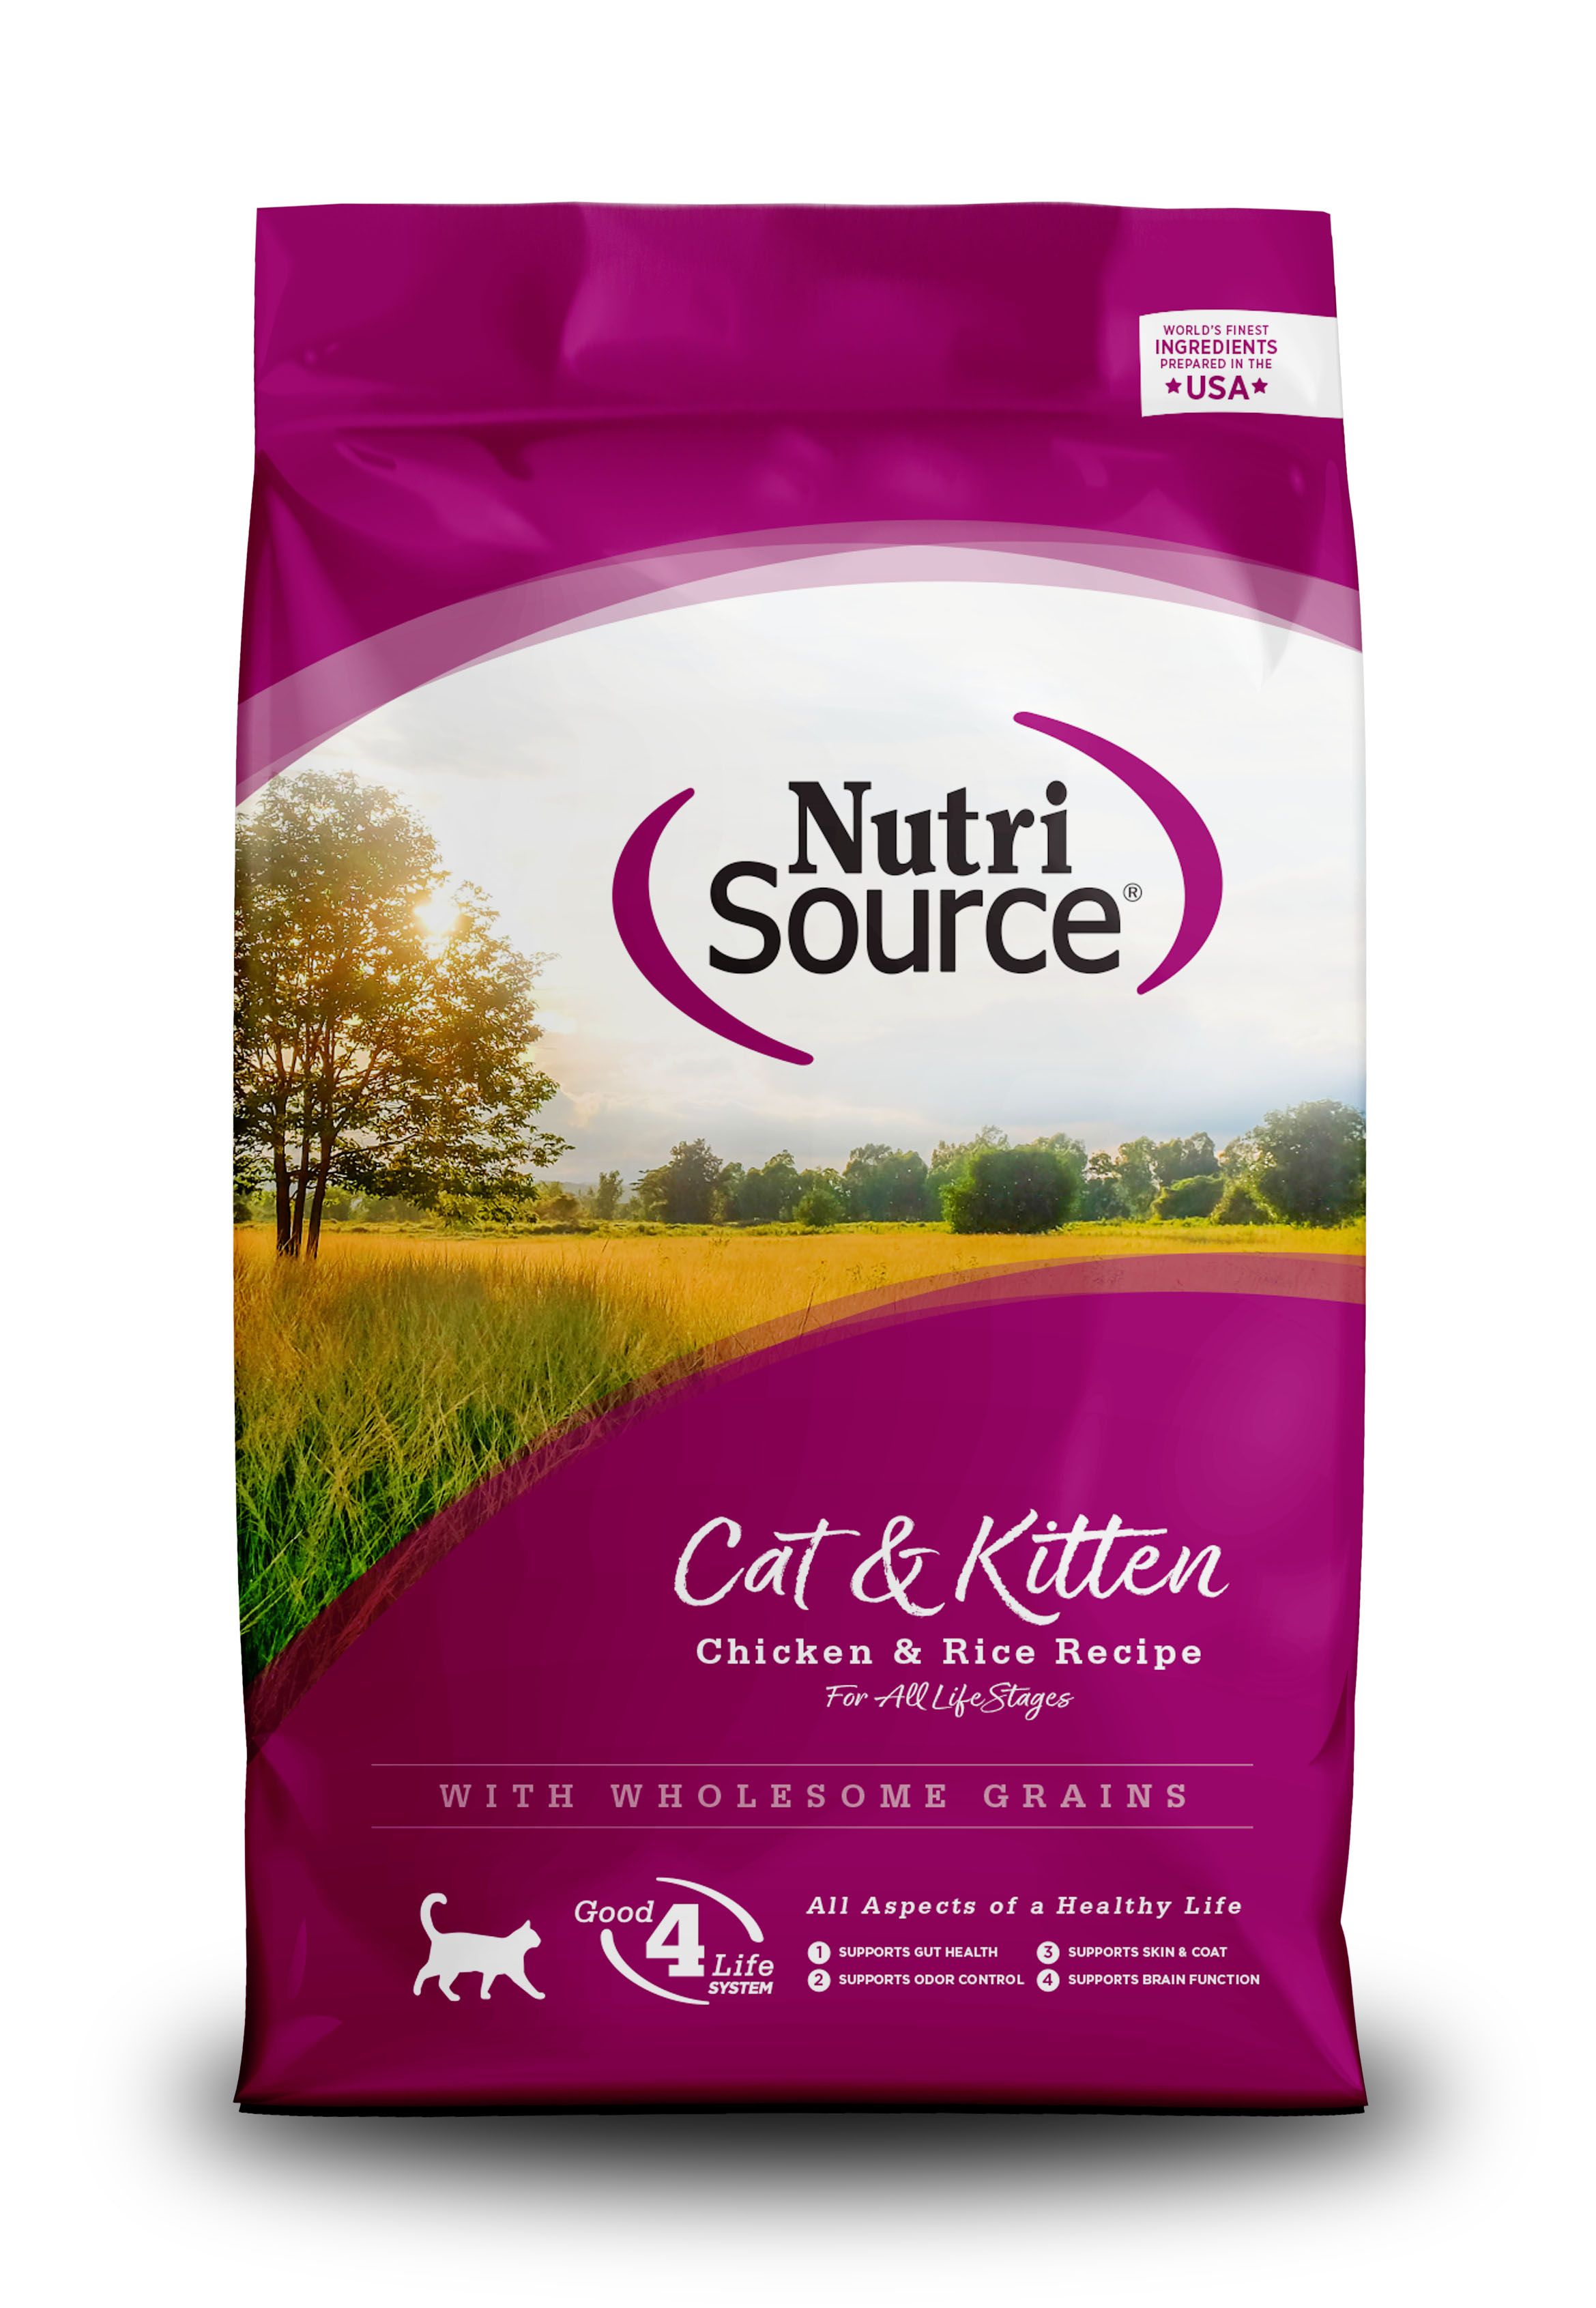 WORLD'S FINEST
INGREDIENTS
PREPARED IN THE
★USA★
Nutri
Source®
Cat & Kitten
Chicken & Rice Recipe
For All Life Stages
WITH WHOLESOME GRAINS
Good 4 Life
SYSTEM
All Aspects of a Healthy Life
1 SUPPORTS GUT HEALTH
2 SUPPORTS ODOR CONTROL
3 SUPPORTS SKIN & COAT
4 SUPPORTS BRAIN FUNCTION